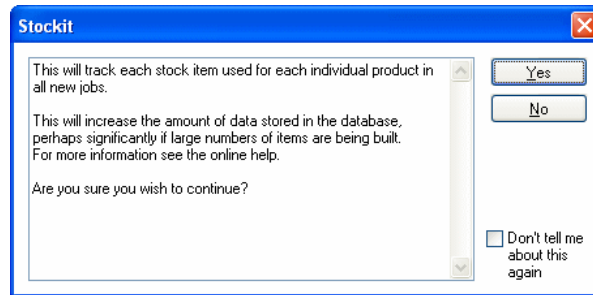 Stockit
This will track each stock item used for each individual product in
all new jobs.
This will increase the amount of data stored in the database,
perhaps significantly if large numbers of items are being built.
For more information see the online help.
Are you sure you wish to continue?
Yes
No
Don't tell me
about this
again